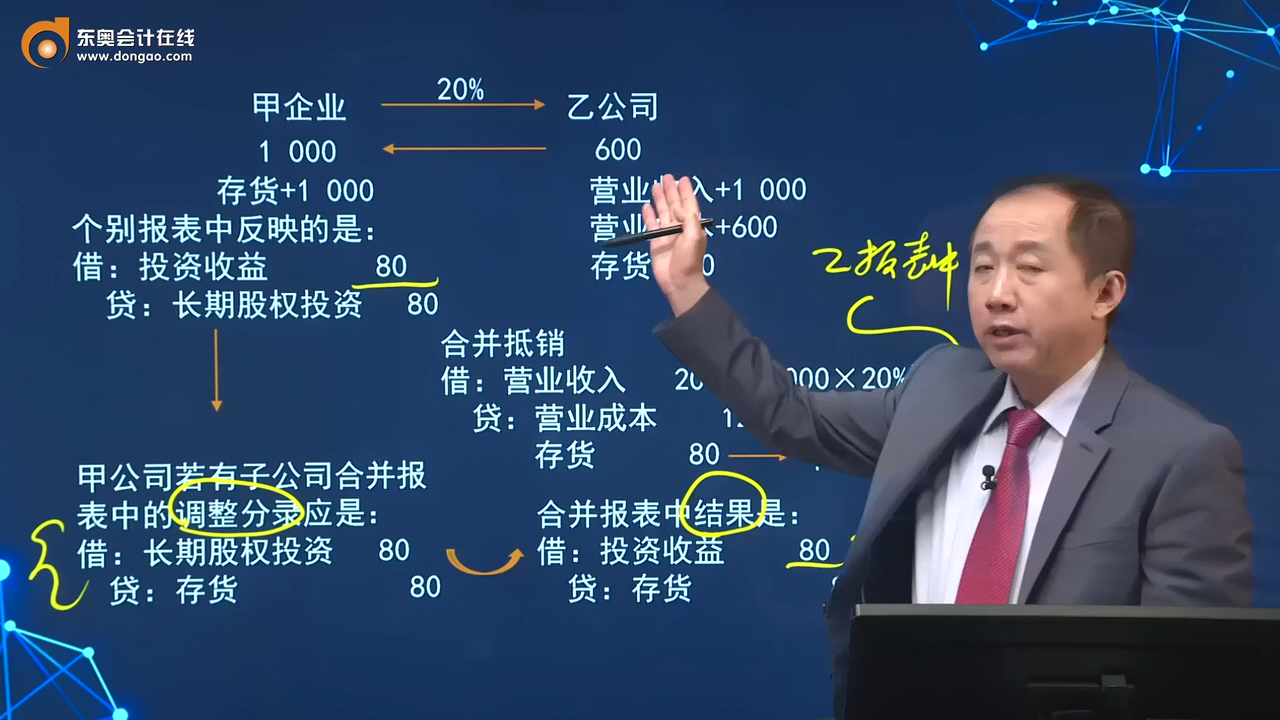 东奥会计在线
www.dongao.com
甲企业
20%
乙公司
1 000
600
存货+1 000
营业 入+1 000
营业 +600
存货 0
个别报表中反映的是：
借：投资收益 80
贷：长期股权投资 80
乙报表中
合并抵销
借：营业收入 20 000×20%
贷：营业成本 12
存货 80
甲公司若有子公司合并报
表中的调整分录应是：
借：长期股权投资 80
贷：存货 80
合并报表中结果是：
借：投资收益 80
贷：存货